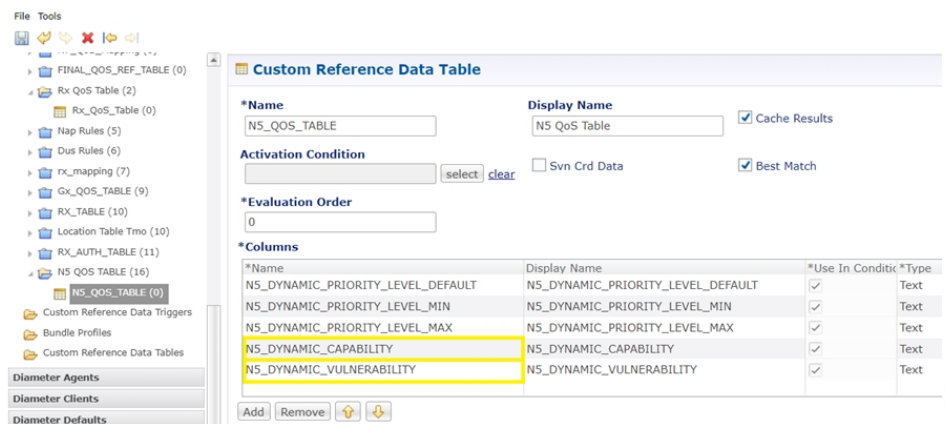 File Tools
FINAL_QOS_REF_TABLE (0)
Rx QoS Table (2)
Rx_QoS_Table (0)
Nap Rules (5)
Dus Rules (6)
rx_mapping (7)
Gx_QOS_TABLE (9)
RX_TABLE (10)
Location Table Tmo (10)
RX_AUTH_TABLE (11)
N5 QOS TABLE (16)
N5_QOS_TABLE (0)
Custom Reference Data Triggers
Bundle Profiles
Custom Reference Data Tables
Diameter Agents
Diameter Clients
Diameter Defaults
Custom Reference Data Table
*Name Display Name
N5_QOS_TABLE N5 QoS Table Cache Results
Activation Condition
select clear Svn Crd Data Best Match
*Evaluation Order
0
*Columns
*Name Display Name *Use In Conditic *Type
N5_DYNAMIC_PRIORITY_LEVEL_DEFAULT N5_DYNAMIC_PRIORITY_LEVEL_DEFAULT Text
N5_DYNAMIC_PRIORITY_LEVEL_MIN N5_DYNAMIC_PRIORITY_LEVEL_MIN Text
N5_DYNAMIC_PRIORITY_LEVEL_MAX N5_DYNAMIC_PRIORITY_LEVEL_MAX Text
N5_DYNAMIC_CAPABILITY N5_DYNAMIC_CAPABILITY Text
N5_DYNAMIC_VULNERABILITY N5_DYNAMIC_VULNERABILITY Text
Add Remove